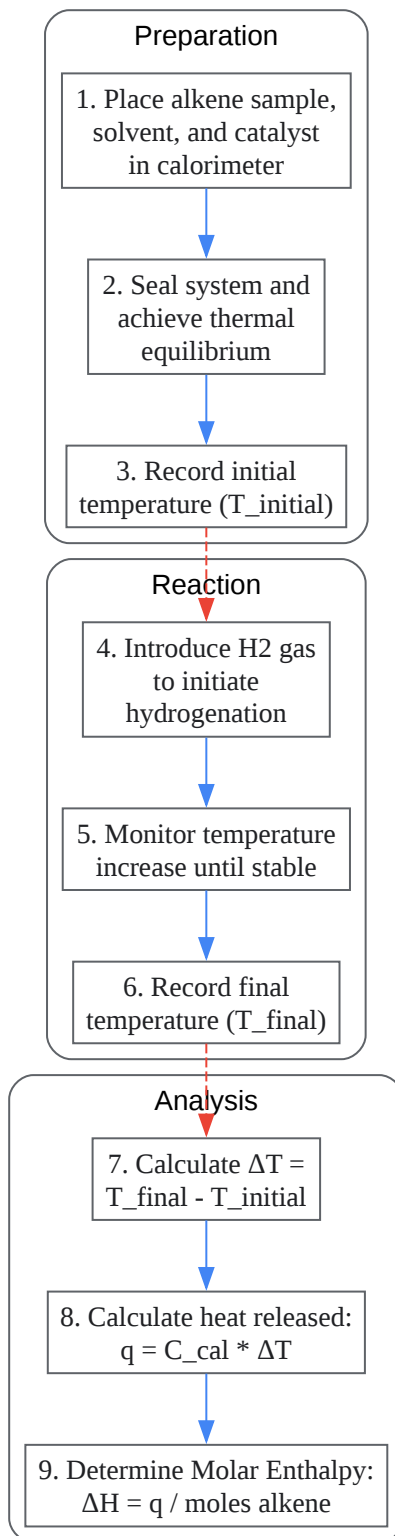 Preparation
1. Place alkene sample,
solvent, and catalyst
in calorimeter
2. Seal system and
achieve thermal
equilibrium
3. Record initial
temperature (T_initial)
Reaction
4. Introduce H2 gas
to initiate
hydrogenation
5. Monitor temperature
increase until stable
6. Record final
temperature (T_final)
Analysis
7. Calculate ΔT =
T_final - T_initial
8. Calculate heat released:
q = C_cal * ΔT
9. Determine Molar Enthalpy:
ΔH = q / moles alkene